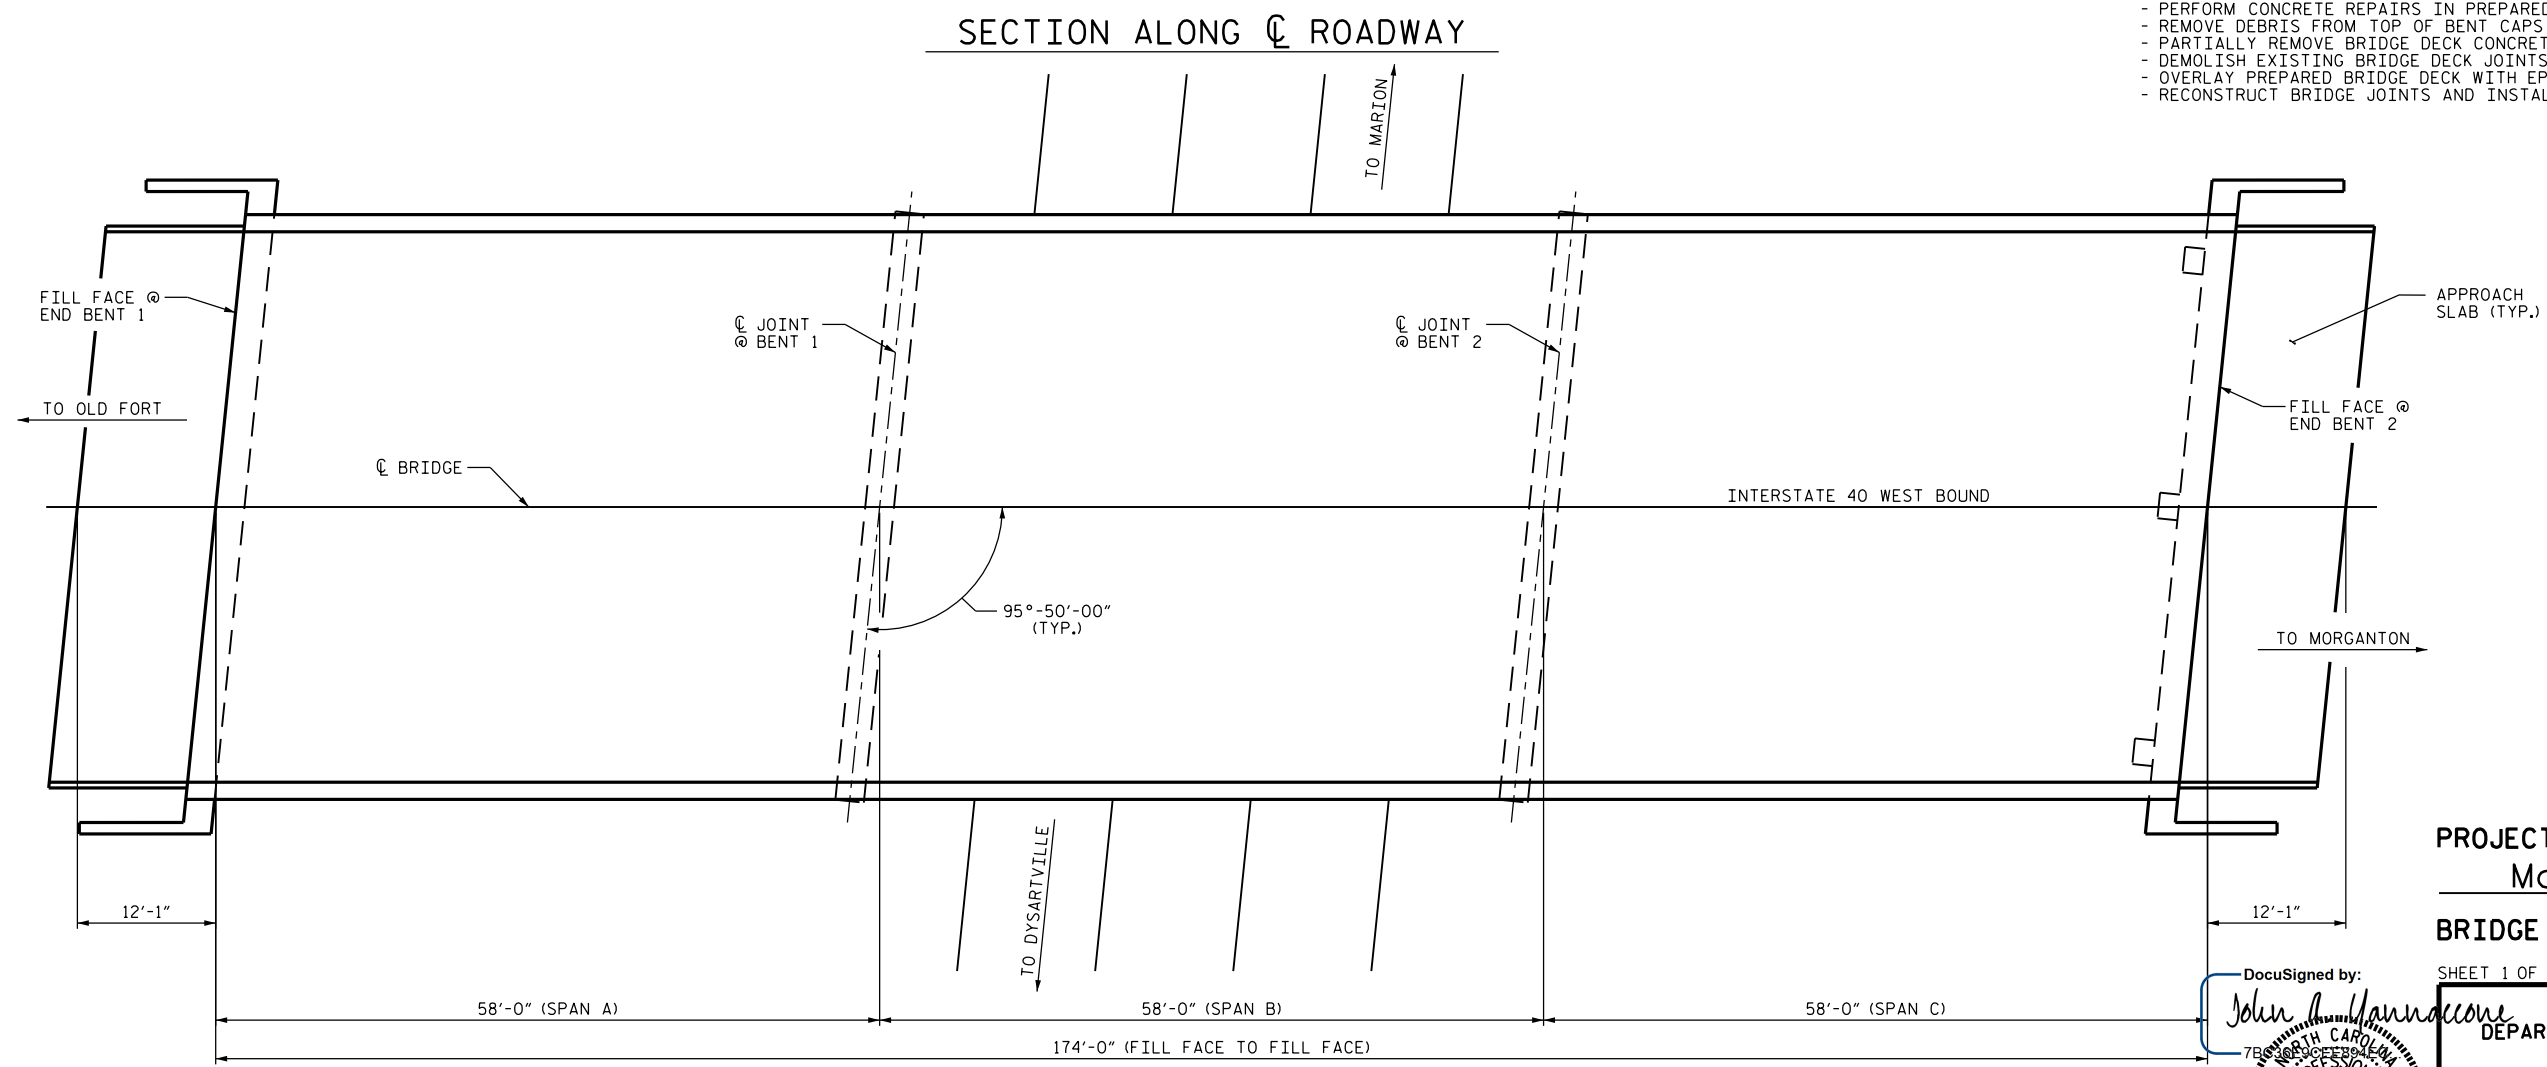 SECTION ALONG ℄ ROADWAY
- PERFORM CONCRETE REPAIRS IN PREPARED
- REMOVE DEBRIS FROM TOP OF BENT CAPS
- PARTIALLY REMOVE BRIDGE DECK CONCRET
- DEMOLISH EXISTING BRIDGE DECK JOINTS
- OVERLAY PREPARED BRIDGE DECK WITH EP
- RECONSTRUCT BRIDGE JOINTS AND INSTAL
TO MARION
FILL FACE @
END BENT 1
℄ JOINT
@ BENT 1
℄ JOINT
@ BENT 2
APPROACH
SLAB (TYP.)
TO OLD FORT
FILL FACE @
END BENT 2
℄ BRIDGE
INTERSTATE 40 WEST BOUND
95°-50'-00"
(TYP.)
TO MORGANTON
TO DYSARTVILLE
12'-1"
12'-1"
58'-0" (SPAN A)
58'-0" (SPAN B)
58'-0" (SPAN C)
174'-0" (FILL FACE TO FILL FACE)
PROJECT
Mc
BRIDGE
SHEET 1 OF
DocuSigned by:
John A. Yannaccone
NORTH CAROLINA
DEPAR